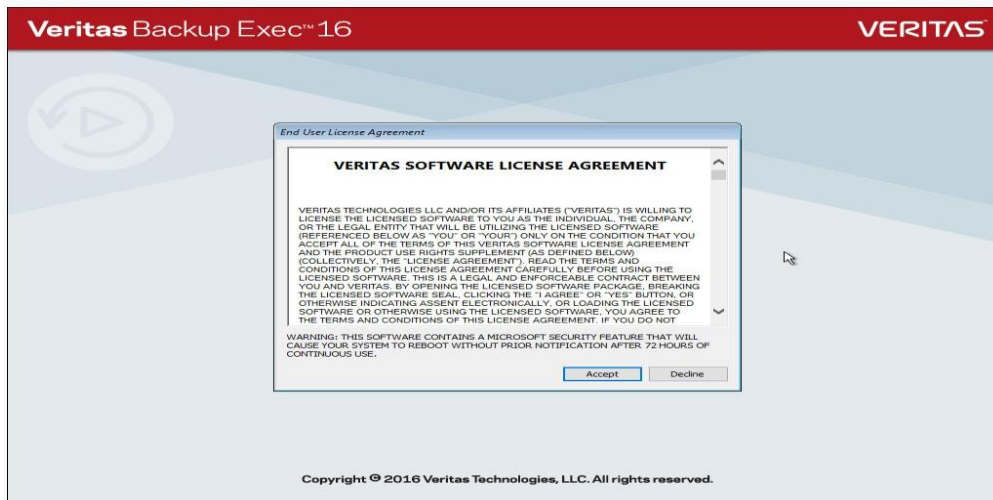 Veritas Backup Exec™ 16
VERITAS
End User License Agreement
VERITAS SOFTWARE LICENSE AGREEMENT
VERITAS TECHNOLOGIES LLC AND/OR ITS AFFILIATES ("VERITAS") IS WILLING TO
LICENSE THE LICENSED SOFTWARE TO YOU AS THE INDIVIDUAL, THE COMPANY,
OR THE LEGAL ENTITY THAT WILL BE UTILIZING THE LICENSED SOFTWARE
(REFERENCED BELOW AS "YOU" OR "YOUR") ONLY ON THE CONDITION THAT YOU
ACCEPT ALL OF THE TERMS OF THIS VERITAS SOFTWARE LICENSE AGREEMENT
AND THE PRODUCT USE RIGHTS SUPPLEMENT (AS DEFINED BELOW)
(COLLECTIVELY, THE "LICENSE AGREEMENT"). READ THE TERMS AND
CONDITIONS OF THIS LICENSE AGREEMENT CAREFULLY BEFORE USING THE
LICENSED SOFTWARE. THIS IS A LEGAL AND ENFORCEABLE CONTRACT BETWEEN
YOU AND VERITAS. BY OPENING THE LICENSED SOFTWARE PACKAGE, BREAKING
THE LICENSED SOFTWARE SEAL, CLICKING THE "I AGREE" OR "YES" BUTTON, OR
OTHERWISE INDICATING ASSENT ELECTRONICALLY, OR LOADING THE LICENSED
SOFTWARE OR OTHERWISE USING THE LICENSED SOFTWARE, YOU AGREE TO
THE TERMS AND CONDITIONS OF THIS LICENSE AGREEMENT. IF YOU DO NOT
WARNING: THIS SOFTWARE CONTAINS A MICROSOFT SECURITY FEATURE THAT WILL
CAUSE YOUR SYSTEM TO REBOOT WITHOUT PRIOR NOTIFICATION AFTER 72 HOURS OF
CONTINUOUS USE.
Accept
Decline
Copyright © 2016 Veritas Technologies, LLC. All rights reserved.